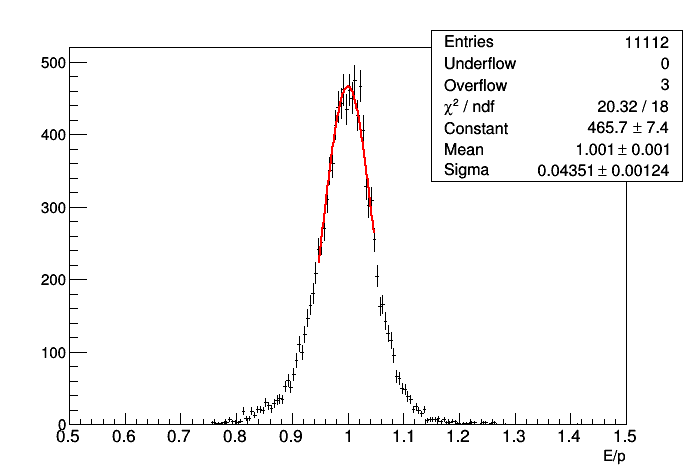 Entries 11112
Underflow 0
Overflow 3
χ² / ndf 20.32 / 18
Constant 465.7 ± 7.4
Mean 1.001 ± 0.001
Sigma 0.04351 ± 0.00124
500
400
300
200
100
0
0.5 0.6 0.7 0.8 0.9 1 1.1 1.2 1.3 1.4 1.5
E/p